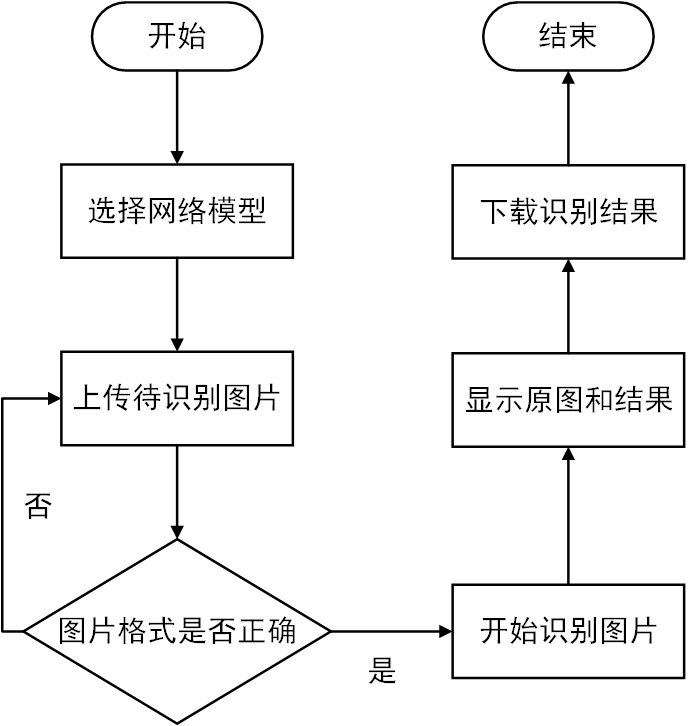 开始
选择网络模型
上传待识别图片
否
图片格式是否正确
是
开始识别图片
显示原图和结果
下载识别结果
结束